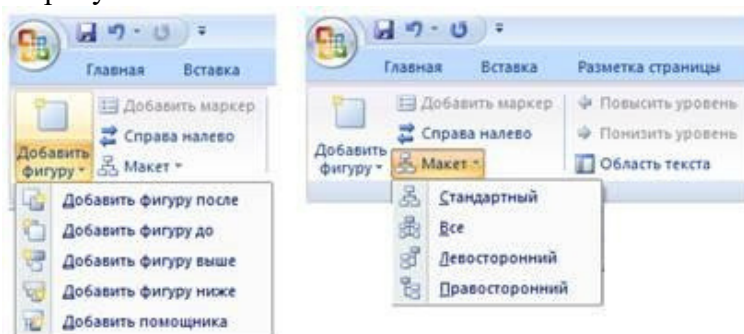 Главная Вставка
Добавить маркер
Справа налево
Добавить фигуру
Макет
Добавить фигуру после
Добавить фигуру до
Добавить фигуру выше
Добавить фигуру ниже
Добавить помощника
Главная Вставка Разметка страницы
Добавить маркер Повысить уровень
Справа налево Понизить уровень
Добавить фигуру
Макет Область текста
Стандартный
Все
Левосторонний
Правосторонний